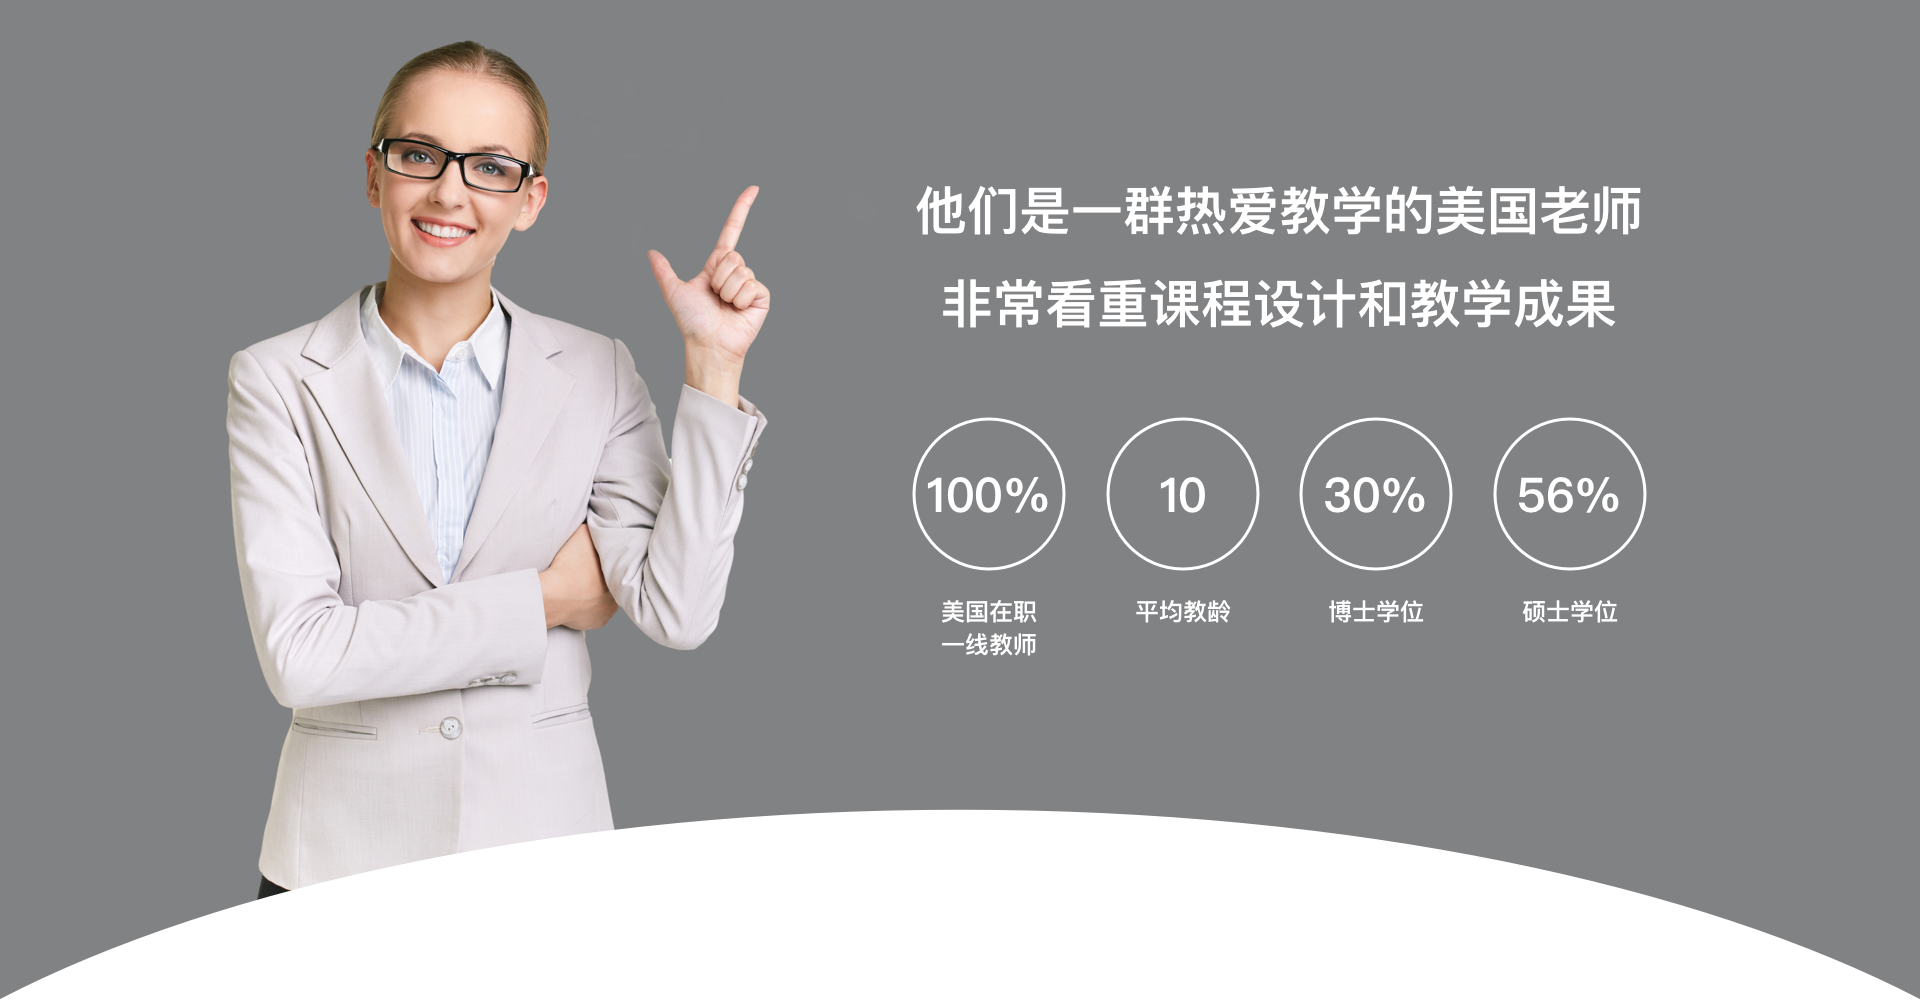 他们是一群热爱教学的美国老师
非常看重课程设计和教学成果
100%
10
30%
56%
美国在职
一线教师
平均教龄
博士学位
硕士学位